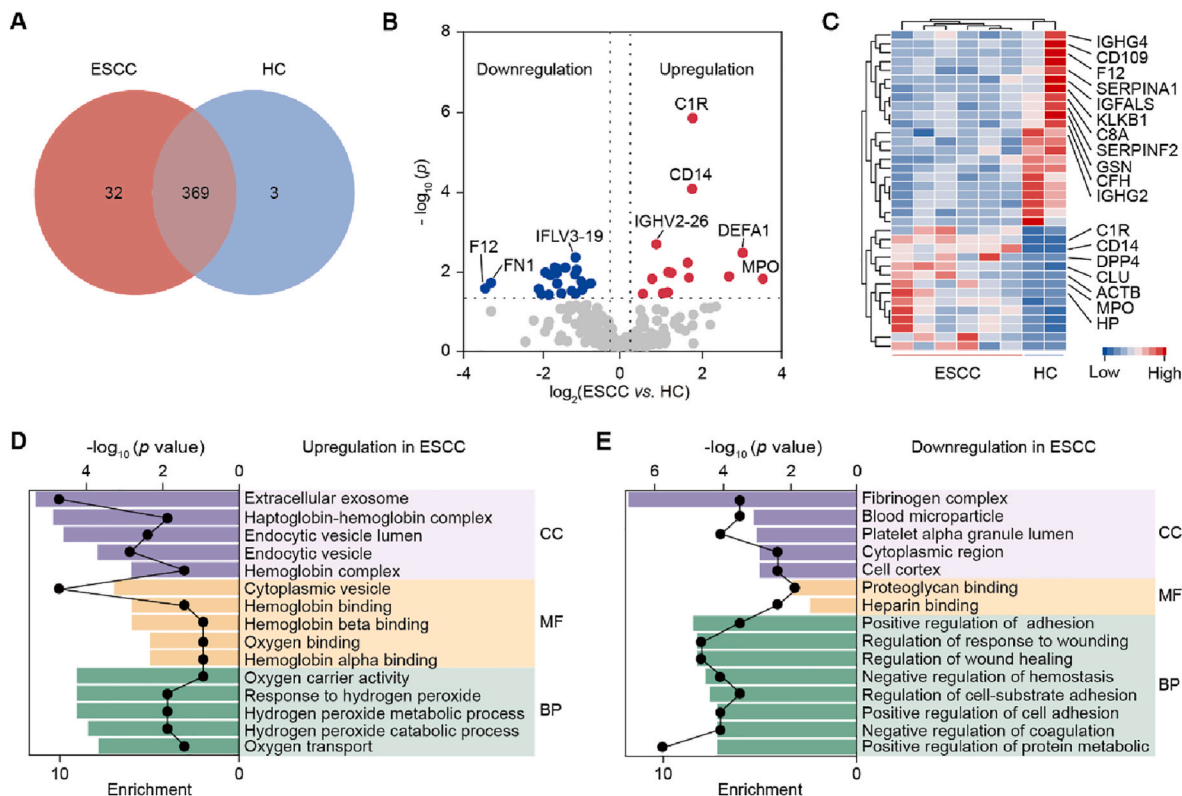 A
ESCC
HC
32
369
3
B
Downregulation
Upregulation
C1R
CD14
IGHV2-26
IFLV3-19
DEFA1
F12
FN1
MPO
8
6
4
2
0
- log10 (p)
-4
-2
0
2
4
log2(ESCC vs. HC)
C
IGHG4
CD109
F12
SERPINA1
IGFALS
KLKB1
C8A
SERPINF2
GSN
CFH
IGHG2
C1R
CD14
DPP4
CLU
ACTB
MPO
HP
ESCC
HC
Low
High
D
-log10 (p value)
Upregulation in ESCC
4
2
0
Extracellular exosome
Haptoglobin-hemoglobin complex
Endocytic vesicle lumen
Endocytic vesicle
Hemoglobin complex
CC
Cytoplasmic vesicle
Hemoglobin binding
Hemoglobin beta binding
Oxygen binding
Hemoglobin alpha binding
MF
Oxygen carrier activity
Response to hydrogen peroxide
Hydrogen peroxide metabolic process
Hydrogen peroxide catabolic process
Oxygen transport
BP
10
0
Enrichment
E
-log10 (p value)
Downregulation in ESCC
6
4
2
0
Fibrinogen complex
Blood microparticle
Platelet alpha granule lumen
Cytoplasmic region
Cell cortex
CC
Proteoglycan binding
Heparin binding
MF
Positive regulation of adhesion
Regulation of response to wounding
Regulation of wound healing
Negative regulation of hemostasis
Regulation of cell-substrate adhesion
Positive regulation of cell adhesion
Negative regulation of coagulation
Positive regulation of protein metabolic
BP
10
0
Enrichment